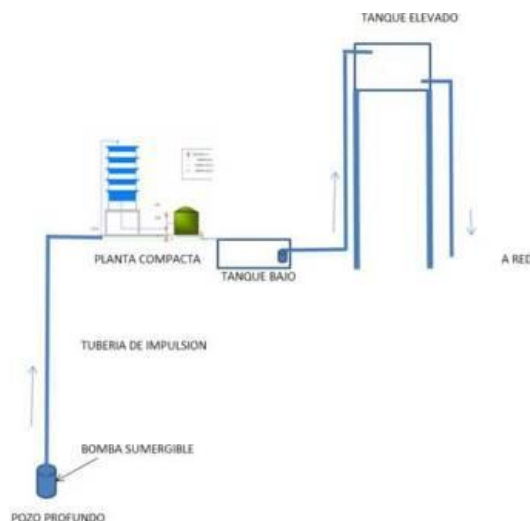 TANQUE ELEVADO
PLANTA COMPACTA
TANQUE BAJO
A RED
TUBERIA DE IMPULSION
BOMBA SUMERGIBLE
POZO PROFUNDO